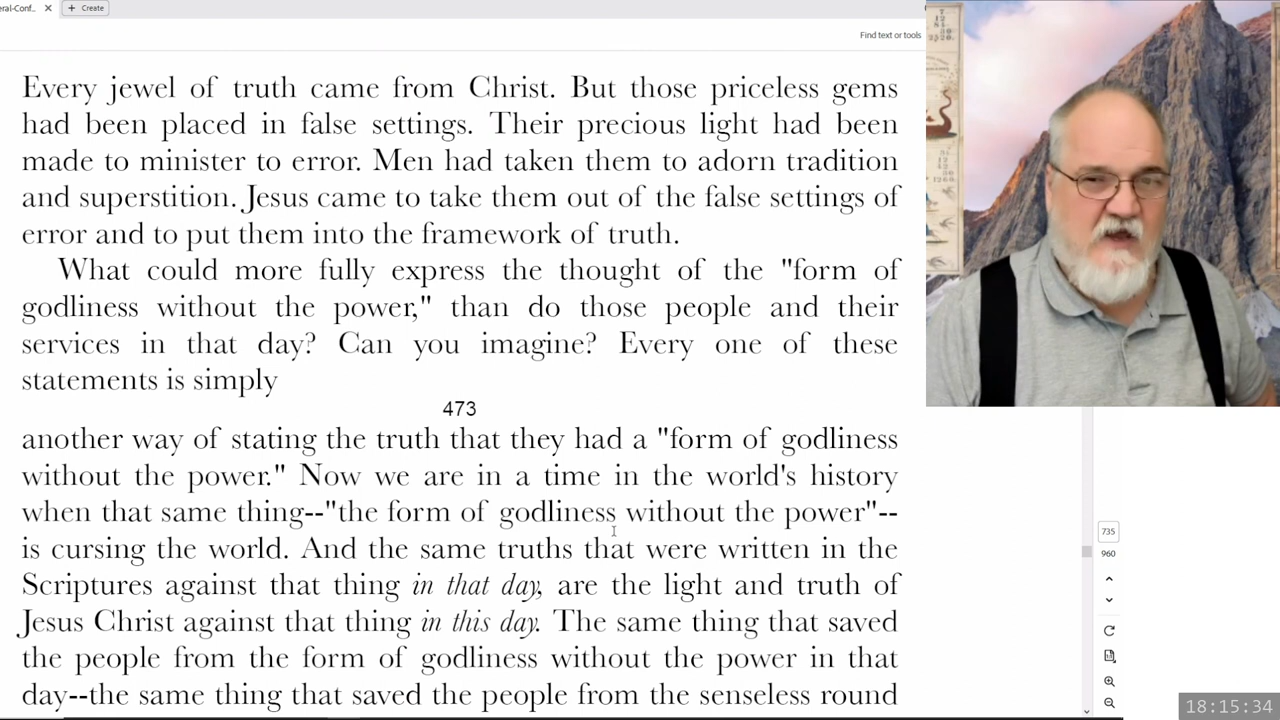 eral-Conf..
Create
Find text or tools
Every jewel of truth came from Christ. But those priceless gems
had been placed in false settings. Their precious light had been
made to minister to error. Men had taken them to adorn tradition
and superstition. Jesus came to take them out of the false settings of
error and to put them into the framework of truth.
What could more fully express the thought of the "form of
godliness without the power," than do those people and their
services in that day? Can you imagine? Every one of these
statements is simply
473
another way of stating the truth that they had a "form of godliness
without the power." Now we are in a time in the world's history
when that same thing--"the form of godliness without the power"--
is cursing the world. And the same truths that were written in the
Scriptures against that thing in that day, are the light and truth of
Jesus Christ against that thing in this day. The same thing that saved
the people from the form of godliness without the power in that
day--the same thing that saved the people from the senseless round
735
960
7
12
30
2520.
12
30
1260.
18:15:34